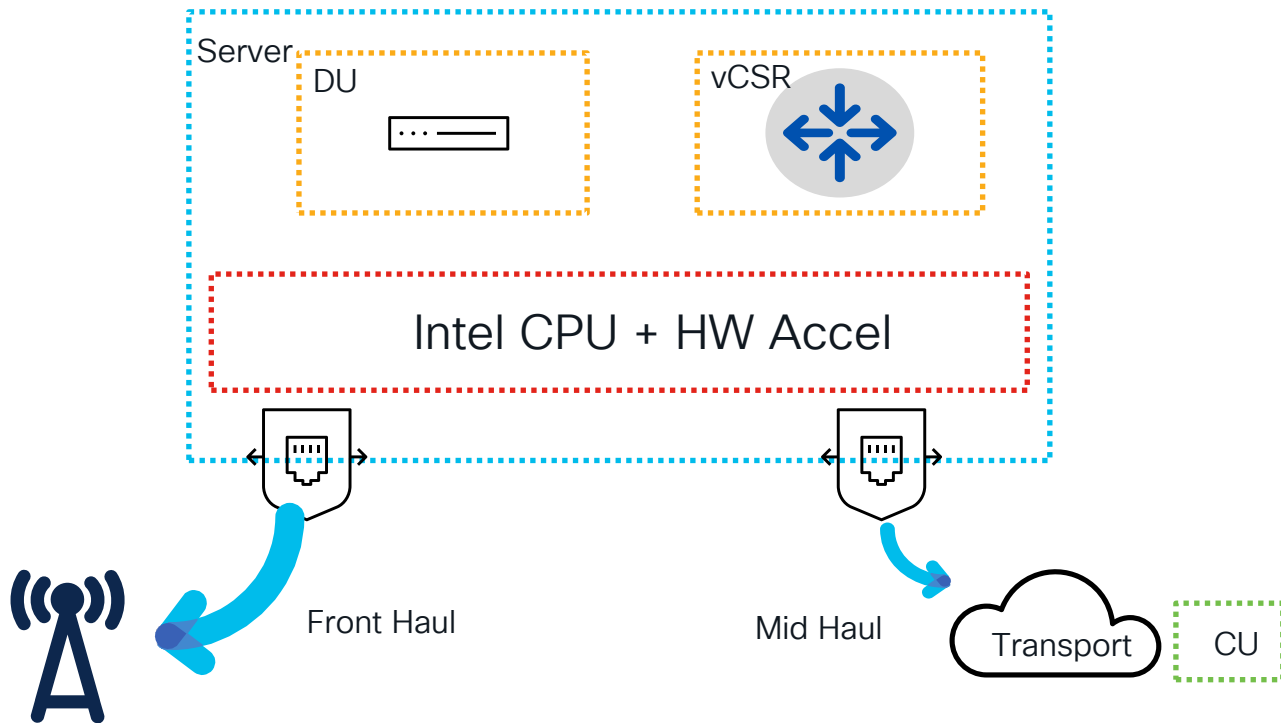 Server
DU
vCSR
Intel CPU + HW Accel
Front Haul
Mid Haul
Transport
CU